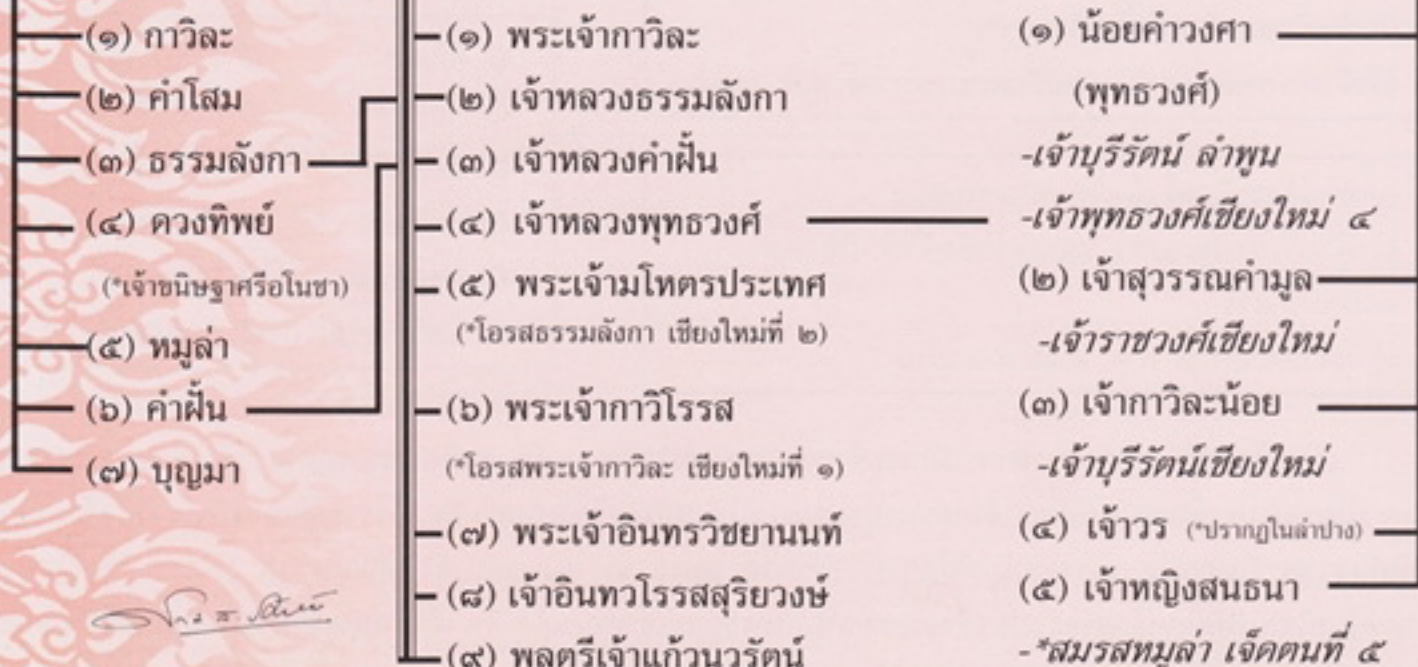 (๑) กาวิละ
(๒) คำโสม
(๓) ธรรมลังกา
(๔) ดวงทิพย์
(*เจ้าขนิษฐาศรีอโนชา)
(๕) หมูล่า
(๖) คำฝั้น
(๗) บุญมา
(๑) พระเจ้ากาวิละ
(๒) เจ้าหลวงธรรมลังกา
(๓) เจ้าหลวงคำฝั้น
(๔) เจ้าหลวงพุทธวงศ์
(๕) พระเจ้ามโหตรประเทศ
(*โอรสธรรมลังกา เชียงใหม่ที่ ๒)
(๖) พระเจ้ากาวิโรรส
(*โอรสพระเจ้ากาวิละ เชียงใหม่ที่ ๑)
(๗) พระเจ้าอินทรวิชยานนท์
(๘) เจ้าอินทวโรรสสุริยวงษ์
(๙) พลตรีเจ้าแก้วนวรัตน์
(๑) น้อยคำวงศา
(พุทธวงศ์)
-เจ้าบุรีรัตน์ ลำพูน
-เจ้าพุทธวงศ์เชียงใหม่ ๔
(๒) เจ้าสุวรรณคำมูล
-เจ้าราชวงศ์เชียงใหม่
(๓) เจ้ากาวิละน้อย
-เจ้าบุรีรัตน์เชียงใหม่
(๔) เจ้าวร (*ปรากฏในลำปาง)
(๕) เจ้าหญิงสนธนา
-*สมรสหมูล่า เจ็ดตนที่ ๕